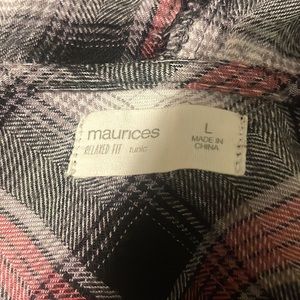 maurices
RELAXED FIT tunic
L
MADE IN
CHINA